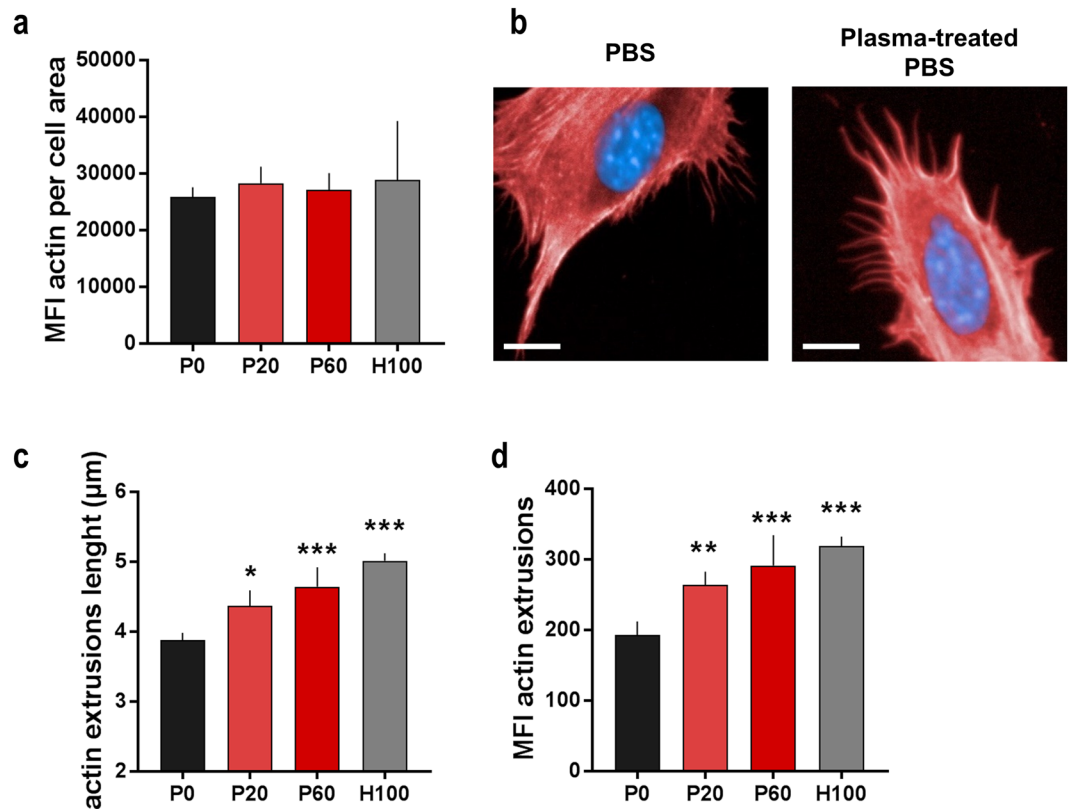 a
MFI actin per cell area
50000
40000
30000
20000
10000
0
P0 P20 P60 H100
b
PBS
Plasma-treated
PBS
c
actin extrusions lenght (μm)
6
5
4
3
2
*
***
***
P0 P20 P60 H100
d
MFI actin extrusions
400
300
200
100
0
**
***
***
P0 P20 P60 H100